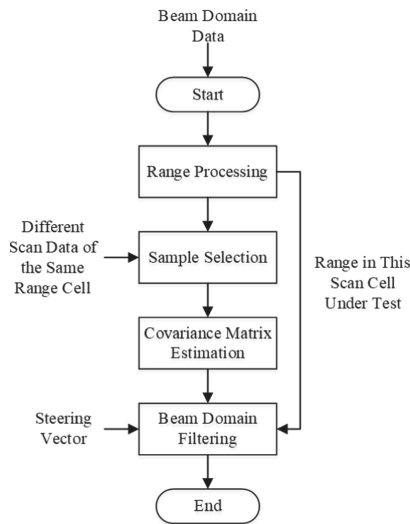 Beam Domain
Data
Start
Range Processing
Different
Scan Data of
the Same
Range Cell
Sample Selection
Range in This
Scan Cell
Under Test
Covariance Matrix
Estimation
Steering
Vector
Beam Domain
Filtering
End